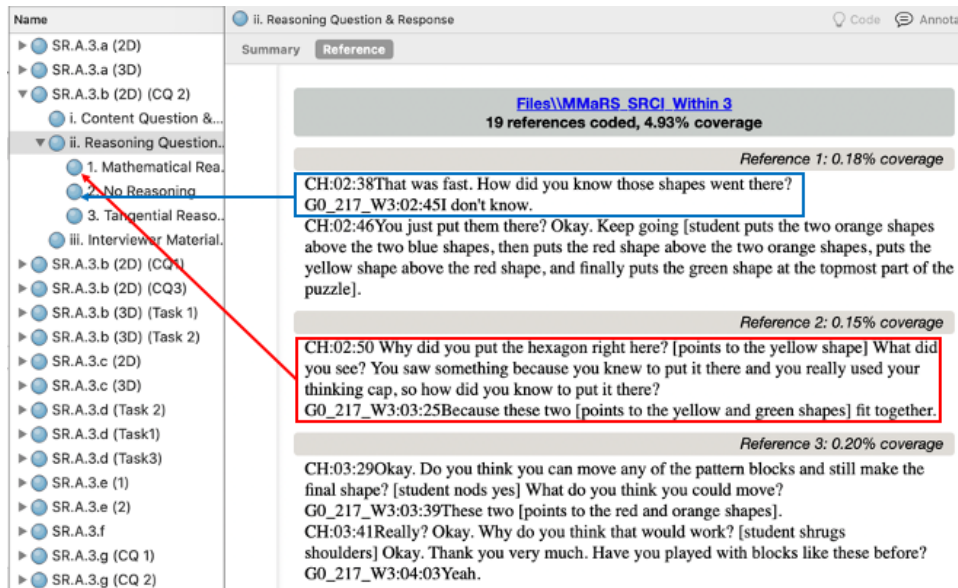 Name
SR.A.3.a (2D)
SR.A.3.a (3D)
SR.A.3.b (2D) (CQ 2)
i. Content Question &...
ii. Reasoning Question..
1. Mathematical Rea.
2. No Reasoning
3. Tangential Reaso..
iii. Interviewer Material.
SR.A.3.b (2D) (CQ1)
SR.A.3.b (2D) (CQ3)
SR.A.3.b (3D) (Task 1)
SR.A.3.b (3D) (Task 2)
SR.A.3.c (2D)
SR.A.3.c (3D)
SR.A.3.d (Task 2)
SR.A.3.d (Task1)
SR.A.3.d (Task3)
SR.A.3.e (1)
SR.A.3.e (2)
SR.A.3.f
SR.A.3.g (CQ 1)
SR.A.3.g (CQ 2)
ii. Reasoning Question & Response
Code Annota
Summary Reference
Files\\MMaRS_SRCI_Within 3
19 references coded, 4.93% coverage
Reference 1: 0.18% coverage
CH:02:38That was fast. How did you know those shapes went there?
G0_217_W3:02:45I don't know.
CH:02:46You just put them there? Okay. Keep going [student puts the two orange shapes
above the two blue shapes, then puts the red shape above the two orange shapes, puts the
yellow shape above the red shape, and finally puts the green shape at the topmost part of the
puzzle].
Reference 2: 0.15% coverage
CH:02:50 Why did you put the hexagon right here? [points to the yellow shape] What did
you see? You saw something because you knew to put it there and you really used your
thinking cap, so how did you know to put it there?
G0_217_W3:03:25Because these two [points to the yellow and green shapes] fit together.
Reference 3: 0.20% coverage
CH:03:29Okay. Do you think you can move any of the pattern blocks and still make the
final shape? [student nods yes] What do you think you could move?
G0_217_W3:03:39These two [points to the red and orange shapes].
CH:03:41Really? Okay. Why do you think that would work? [student shrugs
shoulders] Okay. Thank you very much. Have you played with blocks like these before?
G0_217_W3:04:03Yeah.